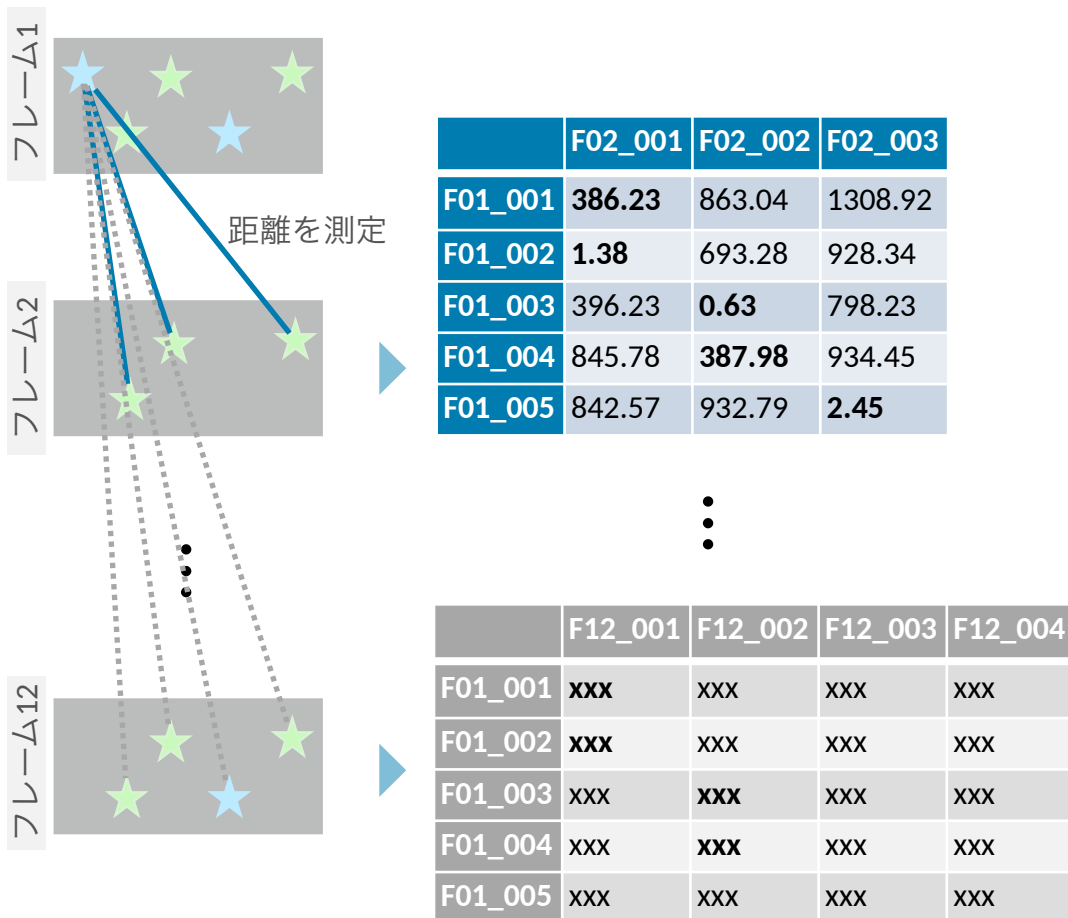 フレーム1
距離を測定
フレーム2
フレーム12
F02_001 F02_002 F02_003
F01_001 386.23 863.04 1308.92
F01_002 1.38 693.28 928.34
F01_003 396.23 0.63 798.23
F01_004 845.78 387.98 934.45
F01_005 842.57 932.79 2.45
F12_001 F12_002 F12_003 F12_004
F01_001 xxx xxx xxx xxx
F01_002 xxx xxx xxx xxx
F01_003 xxx xxx xxx xxx
F01_004 xxx xxx xxx xxx
F01_005 xxx xxx xxx xxx